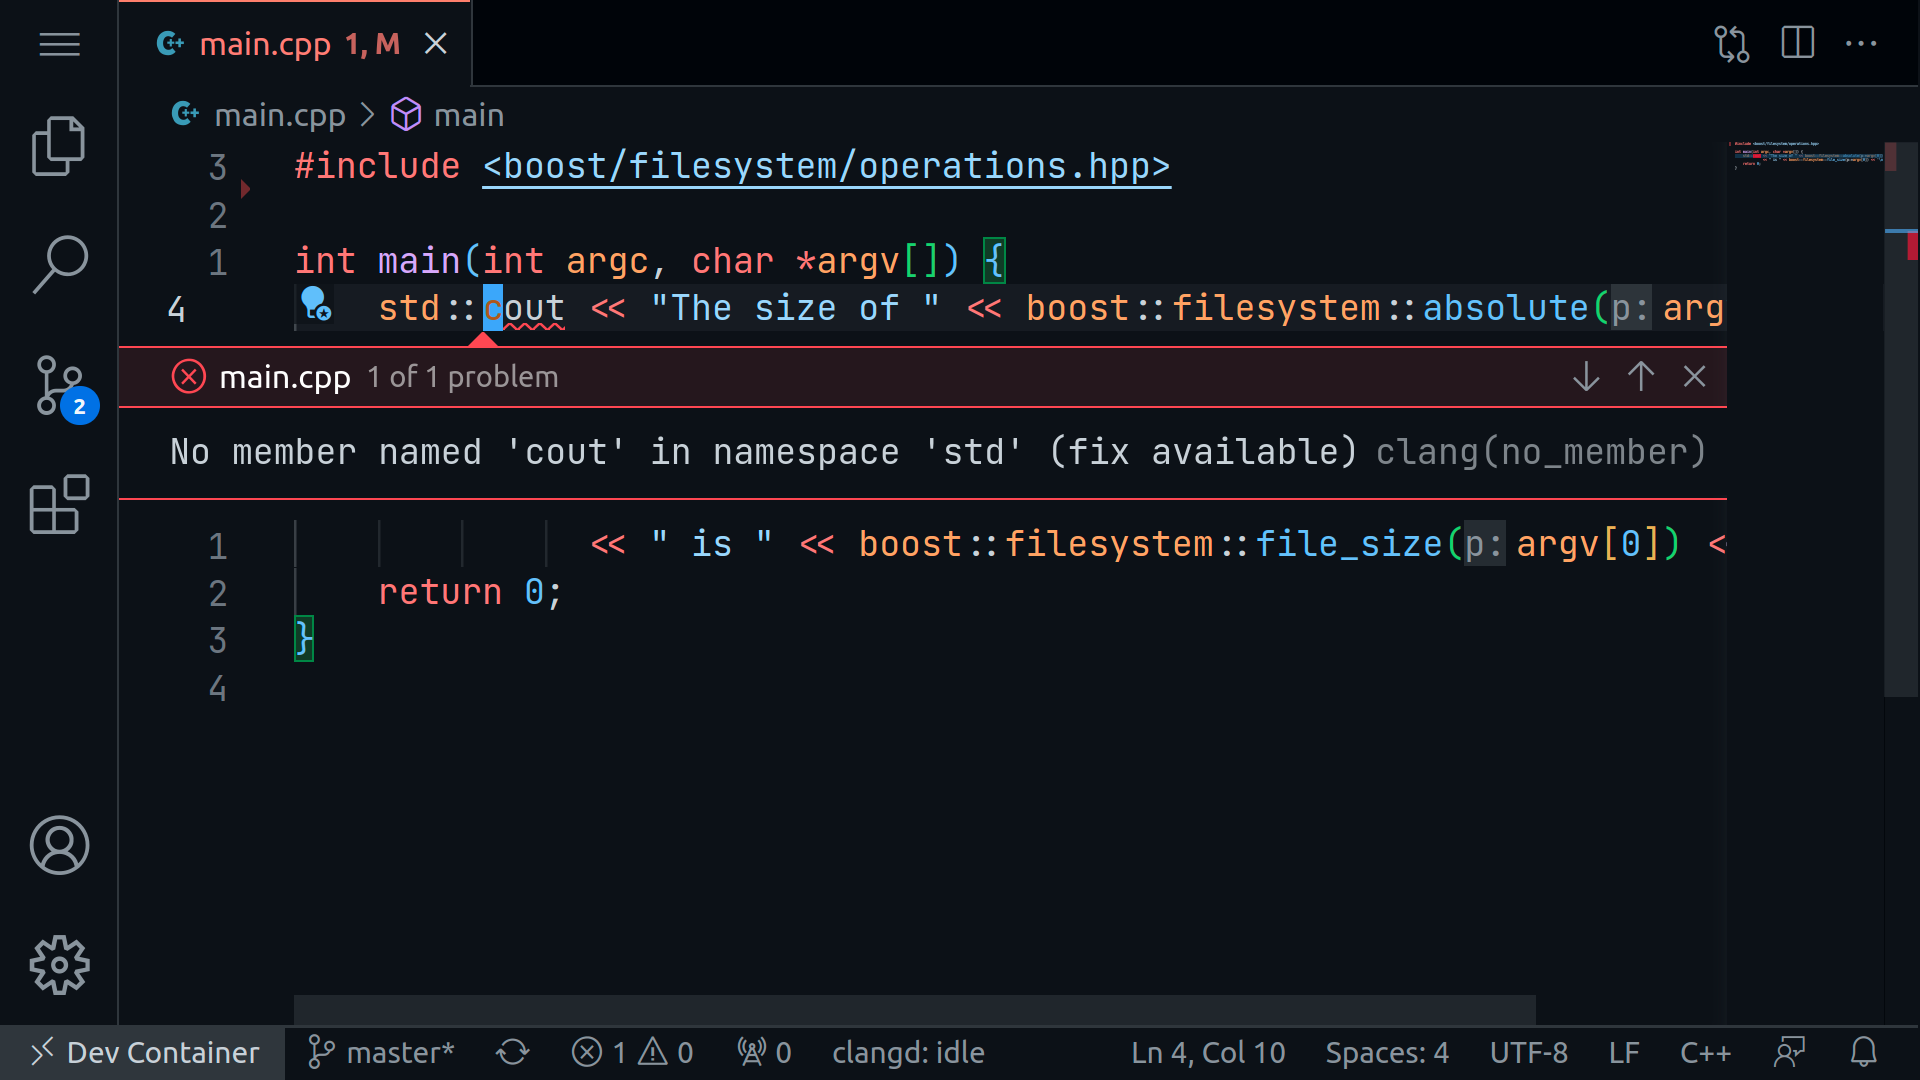 main.cpp 1, M
main.cpp > main
3 #include <boost/filesystem/operations.hpp>
2
1 int main(int argc, char *argv[]) {
4 std::cout << "The size of " << boost::filesystem::absolute(p: arg
main.cpp 1 of 1 problem
No member named 'cout' in namespace 'std' (fix available) clang(no_member)
1 << " is " << boost::filesystem::file_size(p: argv[0]) <
2 return 0;
3 }
4
2
Dev Container master* 1 0 0 clangd: idle Ln 4, Col 10 Spaces: 4 UTF-8 LF C++